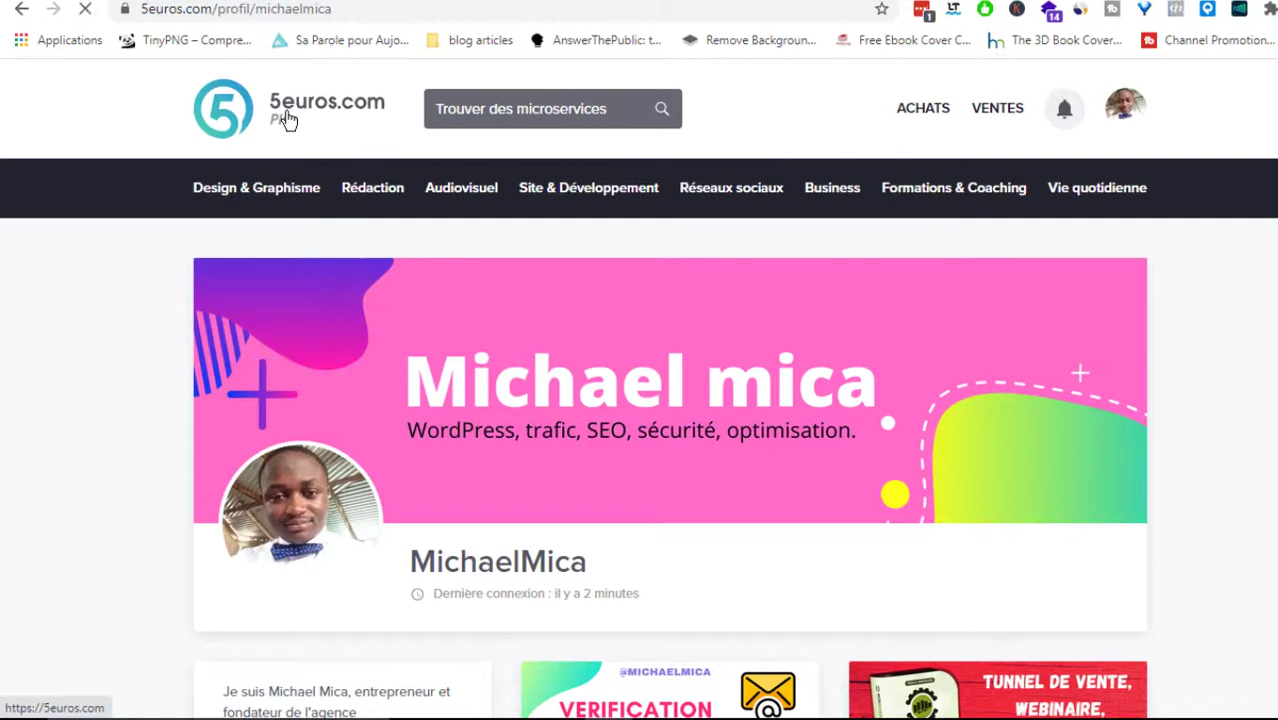 5euros.com/profil/michaelmica
1
14
Applications
TinyPNG – Compre...
Sa Parole pour Aujo...
blog articles
AnswerThePublic: t...
Remove Backgroun...
Free Ebook Cover C...
The 3D Book Cover...
Channel Promotion...
5 5euros.com
Trouver des microservices
ACHATS
VENTES
Design & Graphisme
Rédaction
Audiovisuel
Site & Développement
Réseaux sociaux
Business
Formations & Coaching
Vie quotidienne
Michael mica
WordPress, trafic, SEO, sécurité, optimisation.
MichaelMica
Dernière connexion : il y a 2 minutes
Je suis Michael Mica, entrepreneur et
fondateur de l'agence
@MICHAELMICA
VERIFICATION
TUNNEL DE VENTE,
WEBINAIRE,
https://5euros.com